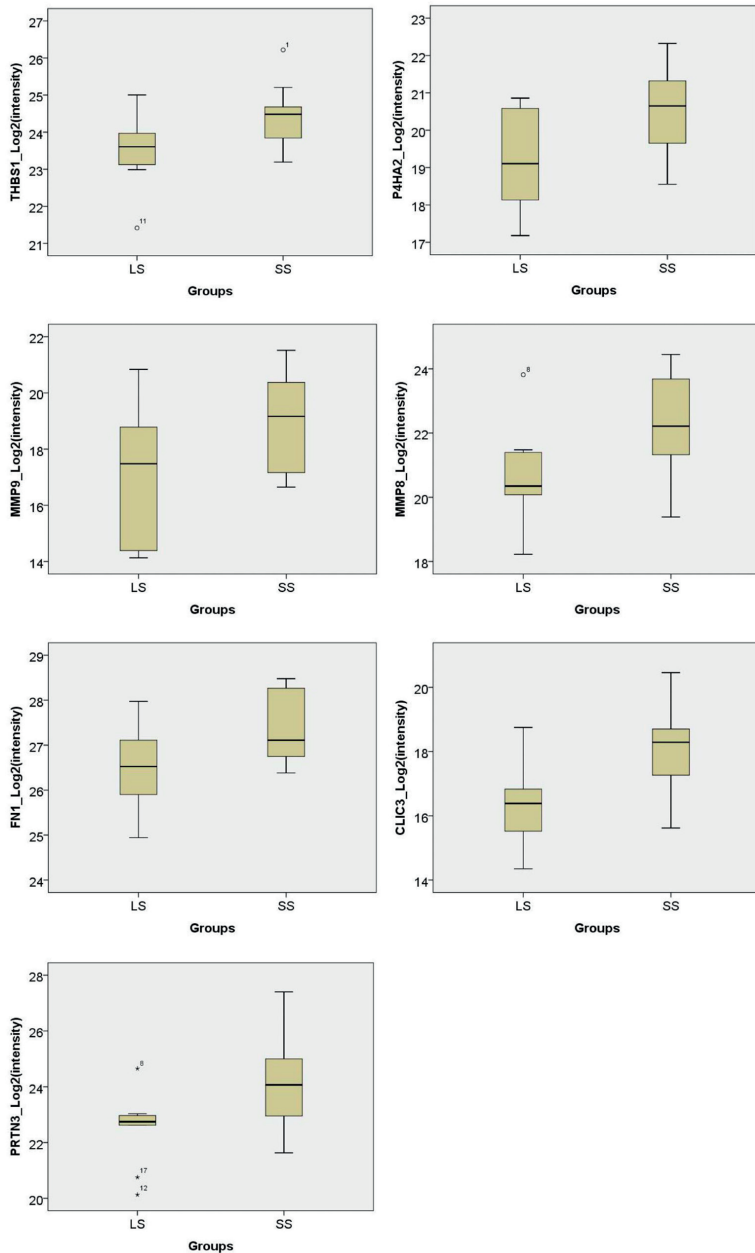 THBS1_Log2(intensity)
27
26
25
24
23
22
21
1
11
LS
SS
Groups
P4HA2_Log2(intensity)
23
22
21
20
19
18
17
LS
SS
Groups
MMP9_Log2(intensity)
22
20
18
16
14
LS
SS
Groups
MMP8_Log2(intensity)
24
22
20
18
8
LS
SS
Groups
FN1_Log2(intensity)
29
28
27
26
25
24
LS
SS
Groups
CLIC3_Log2(intensity)
20
18
16
14
LS
SS
Groups
PRTN3_Log2(intensity)
28
26
24
22
20
8
17
12
LS
SS
Groups